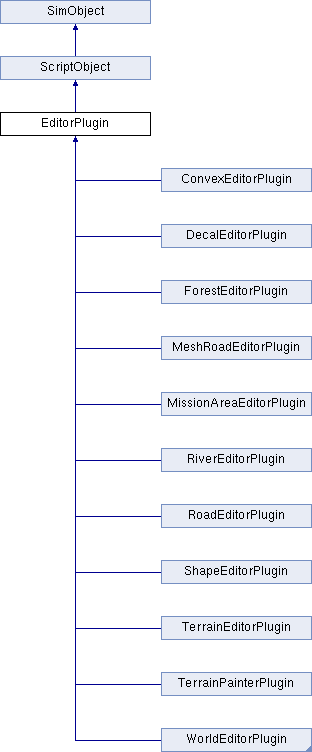 SimObject
ScriptObject
EditorPlugin
ConvexEditorPlugin
DecalEditorPlugin
ForestEditorPlugin
MeshRoadEditorPlugin
MissionAreaEditorPlugin
RiverEditorPlugin
RoadEditorPlugin
ShapeEditorPlugin
TerrainEditorPlugin
TerrainPainterPlugin
WorldEditorPlugin